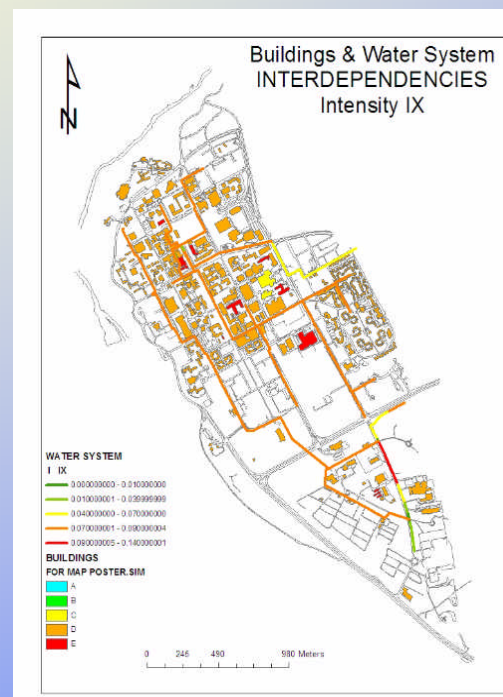 Buildings & Water System
INTERDEPENDENCIES
Intensity IX
N
WATER SYSTEM
I IX
0.000000000 - 0.010000000
0.010000001 - 0.039999999
0.040000000 - 0.070000000
0.070000001 - 0.090000004
0.090000005 - 0.140000001
BUILDINGS
FOR MAP POSTER.SIM
A
B
C
D
E
0 245 490 980 Meters